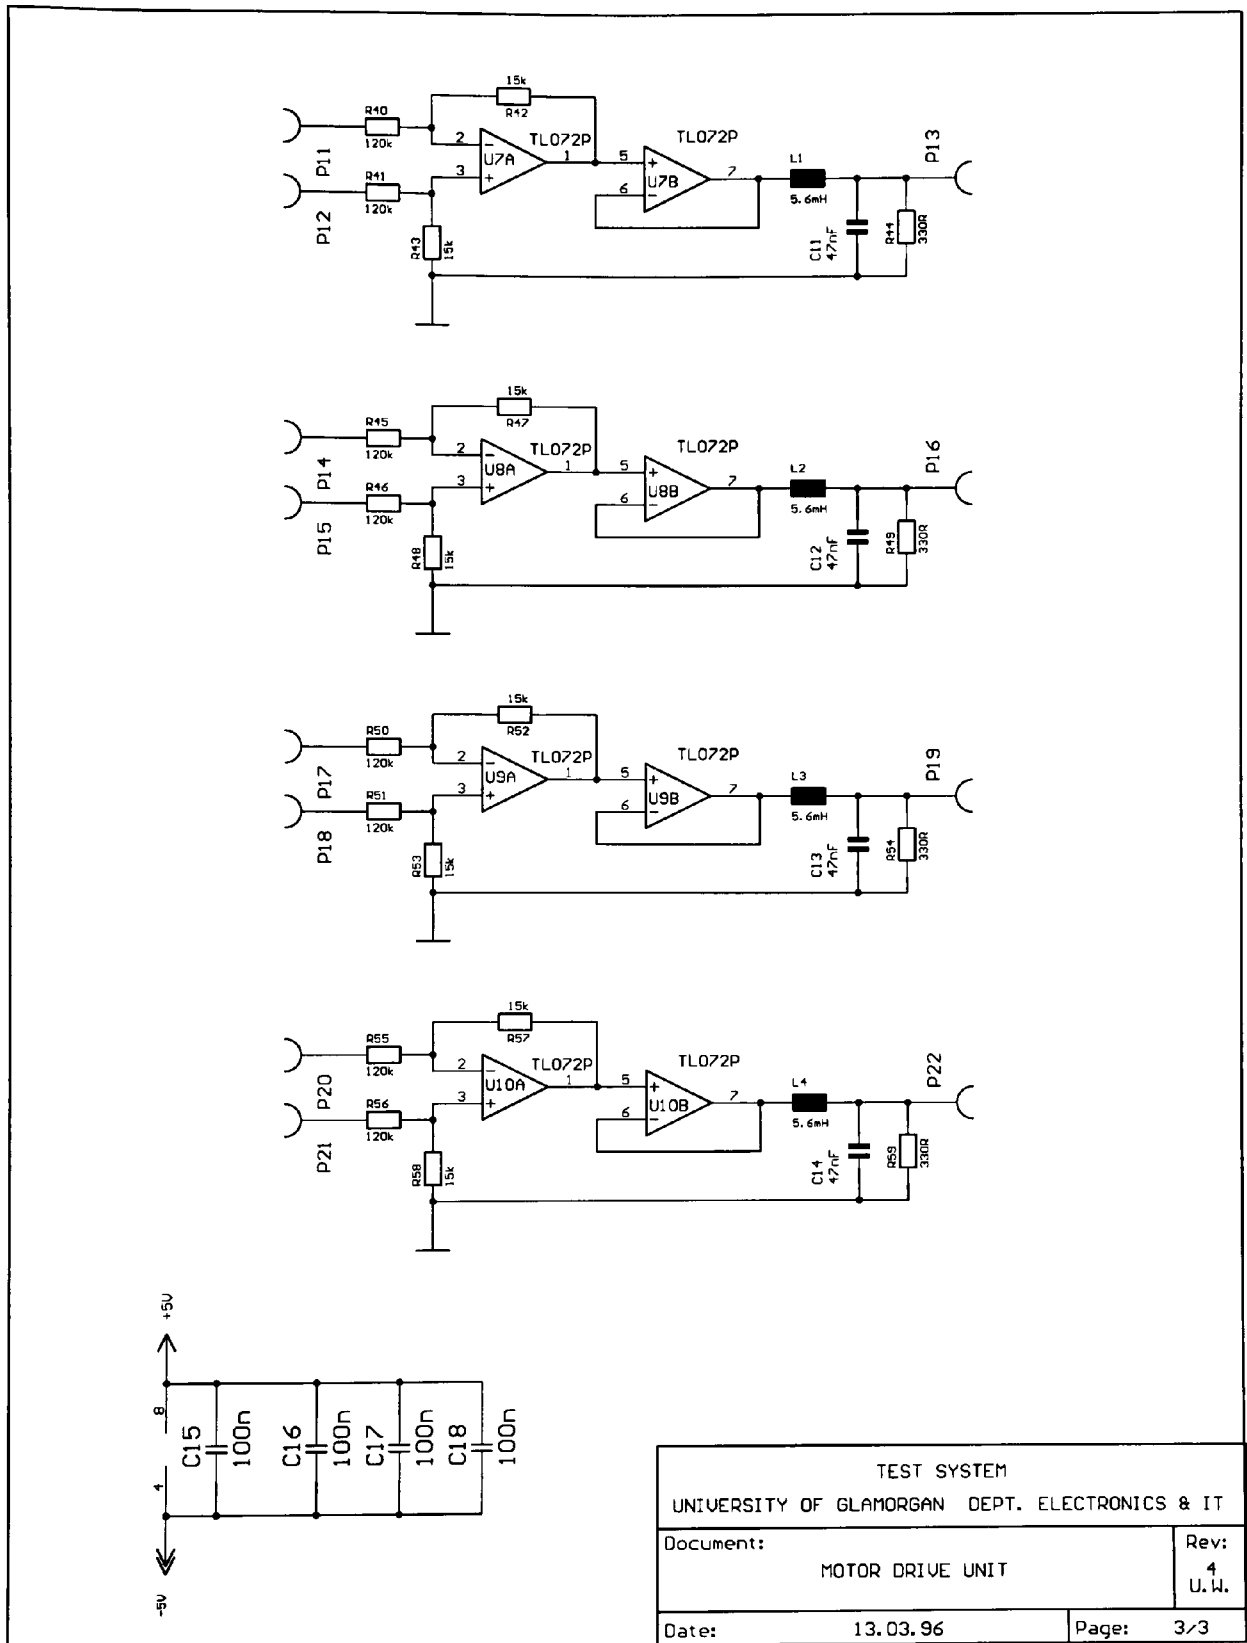 15k
R40
R42
120k
TL072P
TL072P
P13
2
U7A
1
5
7
L1
P11
3
6
U7B
5.6mH
R41
120k
P12
R43
15k
C11
47nF
R44
330R
15k
R45
R47
120k
TL072P
TL072P
P16
2
U8A
1
5
7
L2
P14
3
6
U8B
5.6mH
R46
120k
P15
R48
15k
C12
47nF
R49
330R
15k
R50
R52
120k
TL072P
TL072P
P19
2
U9A
1
5
7
L3
P17
3
6
U9B
5.6mH
R51
120k
P18
R53
15k
C13
47nF
R54
330R
15k
R55
R57
120k
TL072P
TL072P
P22
2
U10A
1
5
7
L4
P20
3
6
U10B
5.6mH
R56
120k
P21
R58
15k
C14
47nF
R59
330R
+5V
8
4
-5V
C15
100n
C16
100n
C17
100n
C18
100n
TEST SYSTEM
UNIVERSITY OF GLAMORGAN DEPT. ELECTRONICS & IT
Document:
MOTOR DRIVE UNIT
Rev:
4
U.W.
Date: 13.03.96
Page: 3/3